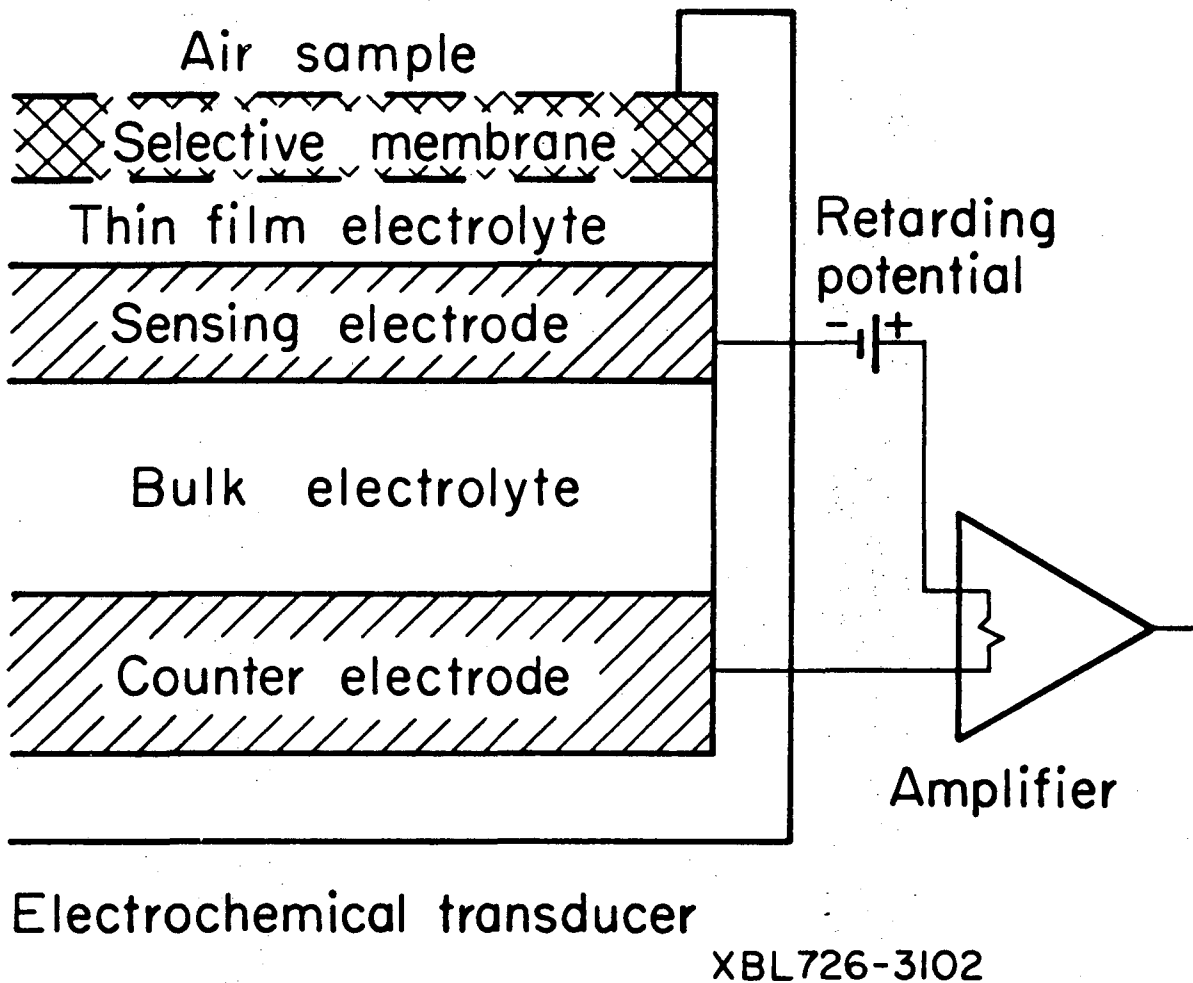 Air sample
Selective membrane
Thin film electrolyte
Retarding
potential
Sensing electrode
- +
Bulk electrolyte
Counter electrode
Amplifier
Electrochemical transducer
XBL726-3102